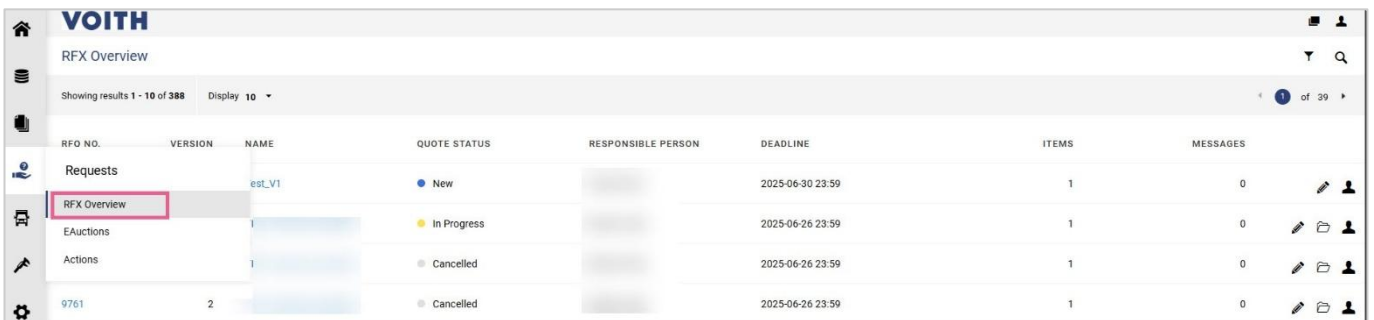 VOITH
RFX Overview
Showing results 1 - 10 of 388 Display 10
1 of 39
RFQ NO. VERSION NAME QUOTE STATUS RESPONSIBLE PERSON DEADLINE ITEMS MESSAGES
Requests
est_V1 New 2025-06-30 23:59 1 0
RFX Overview
In Progress 2025-06-26 23:59 1 0
EAuctions
Actions
Cancelled 2025-06-26 23:59 1 0
9761 2 Cancelled 2025-06-26 23:59 1 0